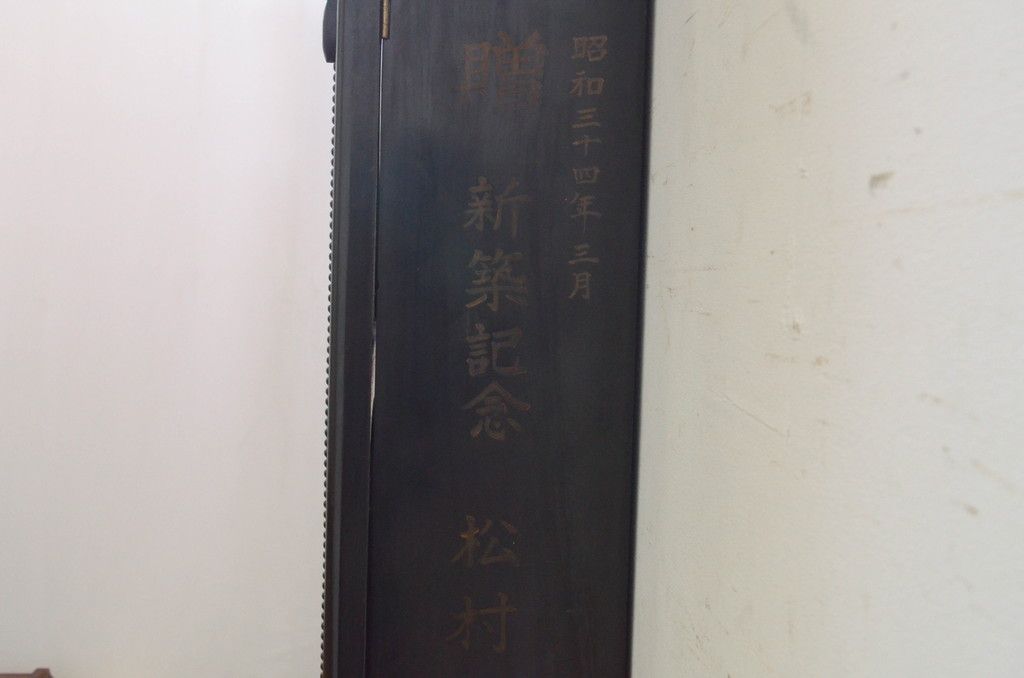 昭和三十四年三月
贈 新築記念 松村